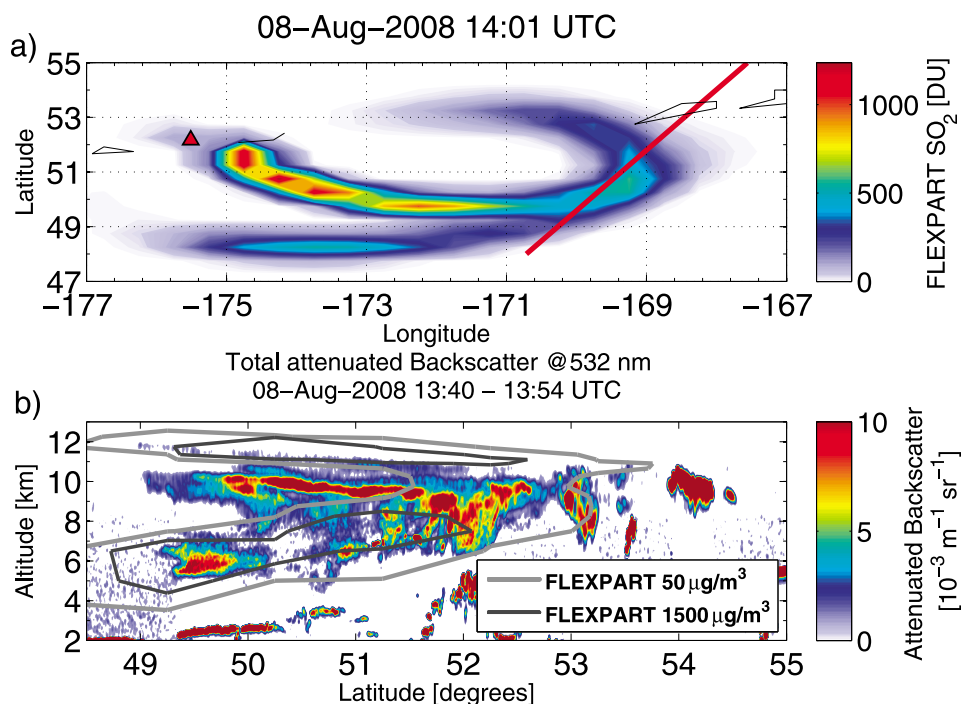 08–Aug–2008 14:01 UTC
a)
55
53
51
49
47
Latitude
−177
−175
−173
−171
−169
−167
Longitude
1000
500
0
FLEXPART SO₂ [DU]
Total attenuated Backscatter @532 nm
08–Aug–2008 13:40 – 13:54 UTC
b)
12
10
8
6
4
2
Altitude [km]
FLEXPART 50 μg/m³
FLEXPART 1500 μg/m³
49
50
51
52
53
54
55
Latitude [degrees]
10
5
0
Attenuated Backscatter
[10⁻³ m⁻¹ sr⁻¹]